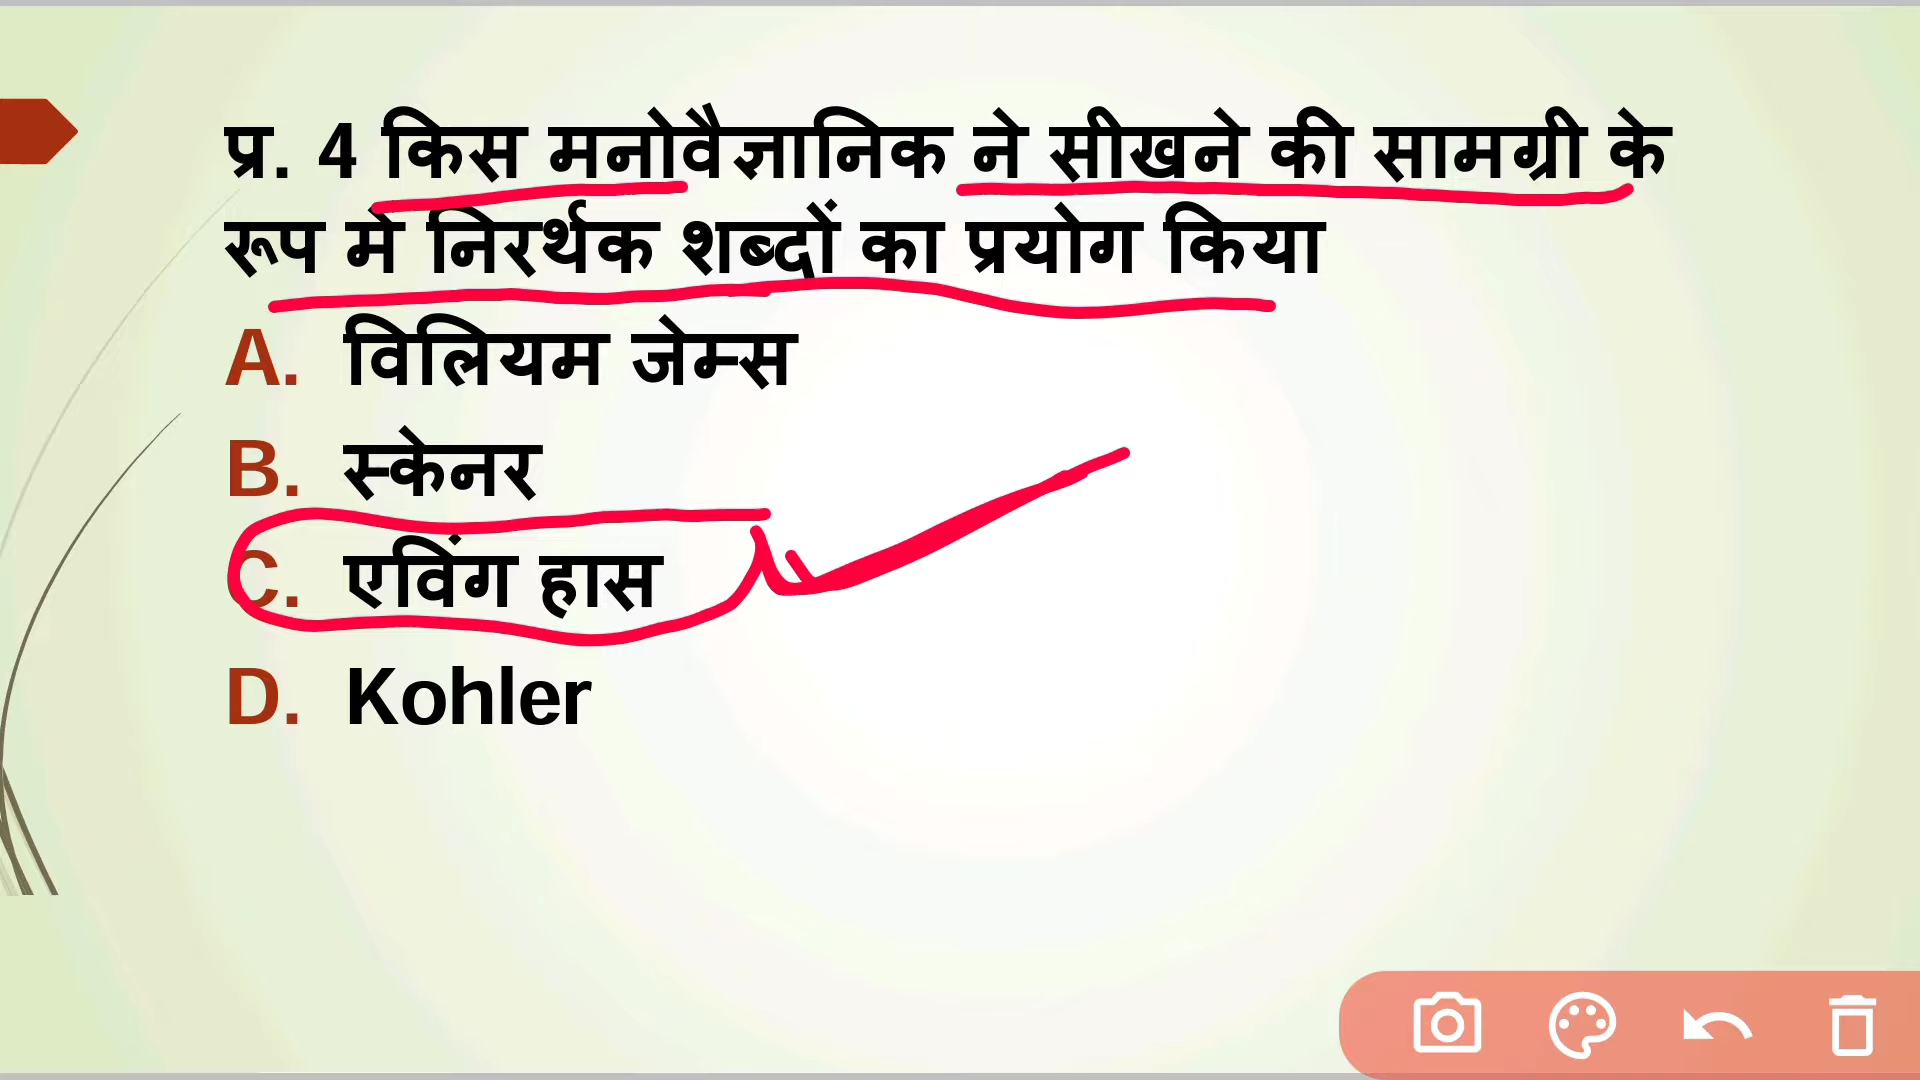 प्र. 4 किस मनोवैज्ञानिक ने सीखने की सामग्री के
रूप में निरर्थक शब्दों का प्रयोग किया
A. विलियम जेम्स
B. स्केनर
C. एविंग हास
D. Kohler